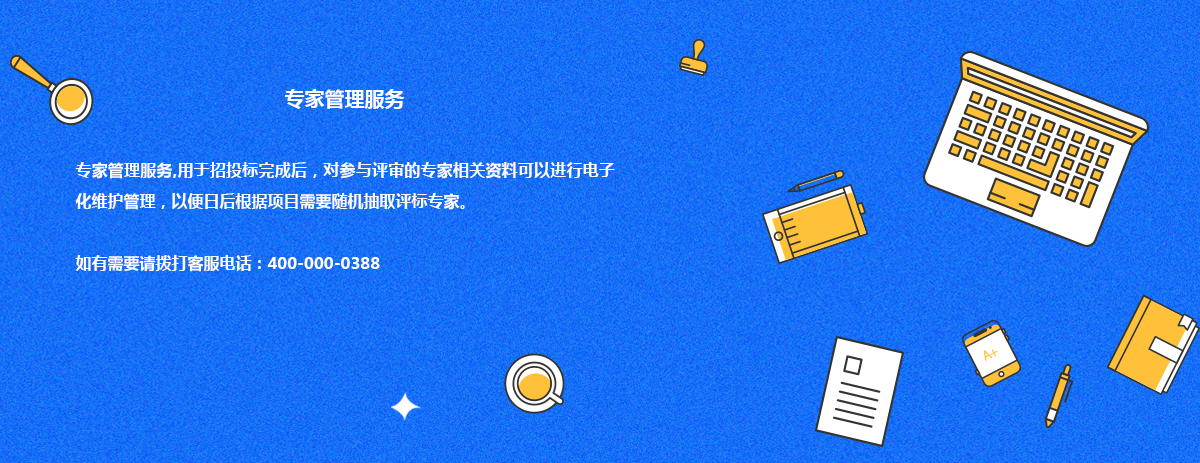 专家管理服务
专家管理服务,用于招投标完成后，对参与评审的专家相关资料可以进行电子
化维护管理，以便日后根据项目需要随机抽取评标专家。
如有需要请拨打客服电话：400-000-0388
A+